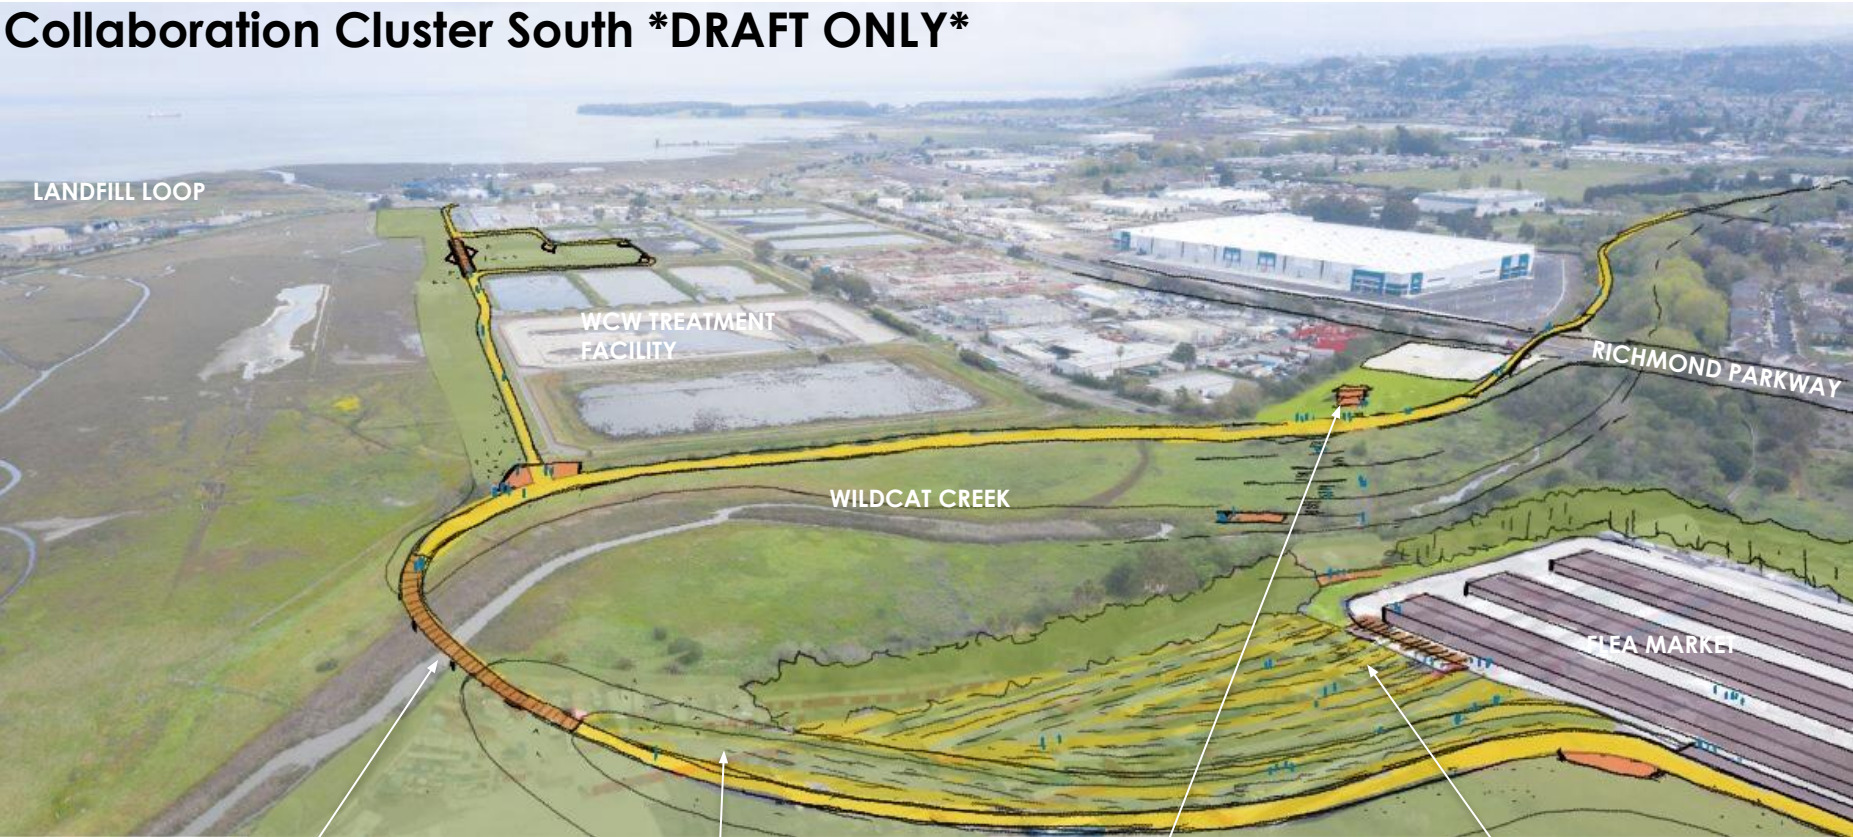 Collaboration Cluster South *DRAFT ONLY*
LANDFILL LOOP
WCW TREATMENT
FACILITY
RICHMOND PARKWAY
WILDCAT CREEK
FLEA MARKET